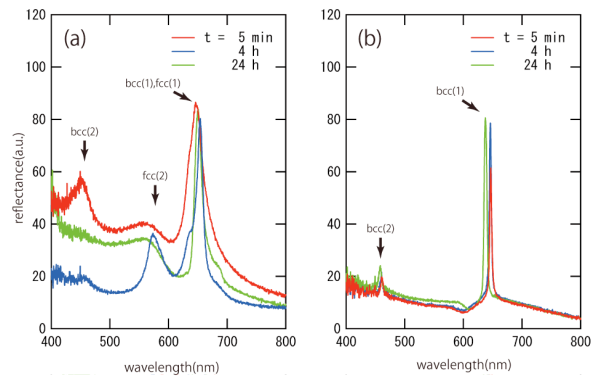 (a)
t = 5 min
4 h
24 h
bcc(1),fcc(1)
bcc(2)
fcc(2)
reflectance(a.u.)
120
100
80
60
40
20
0
400 500 600 700 800
wavelength(nm)
(b)
t = 5 min
4 h
24 h
bcc(1)
bcc(2)
120
100
80
60
40
20
0
400 500 600 700 800
wavelength(nm)